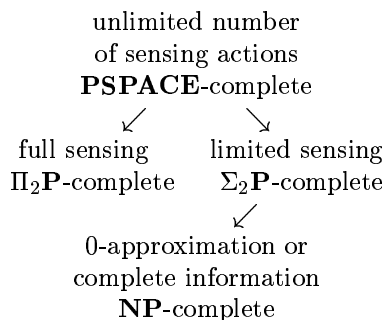 unlimited number
of sensing actions
PSPACE-complete
full sensing
Π₂P-complete
limited sensing
Σ₂P-complete
0-approximation or
complete information
NP-complete